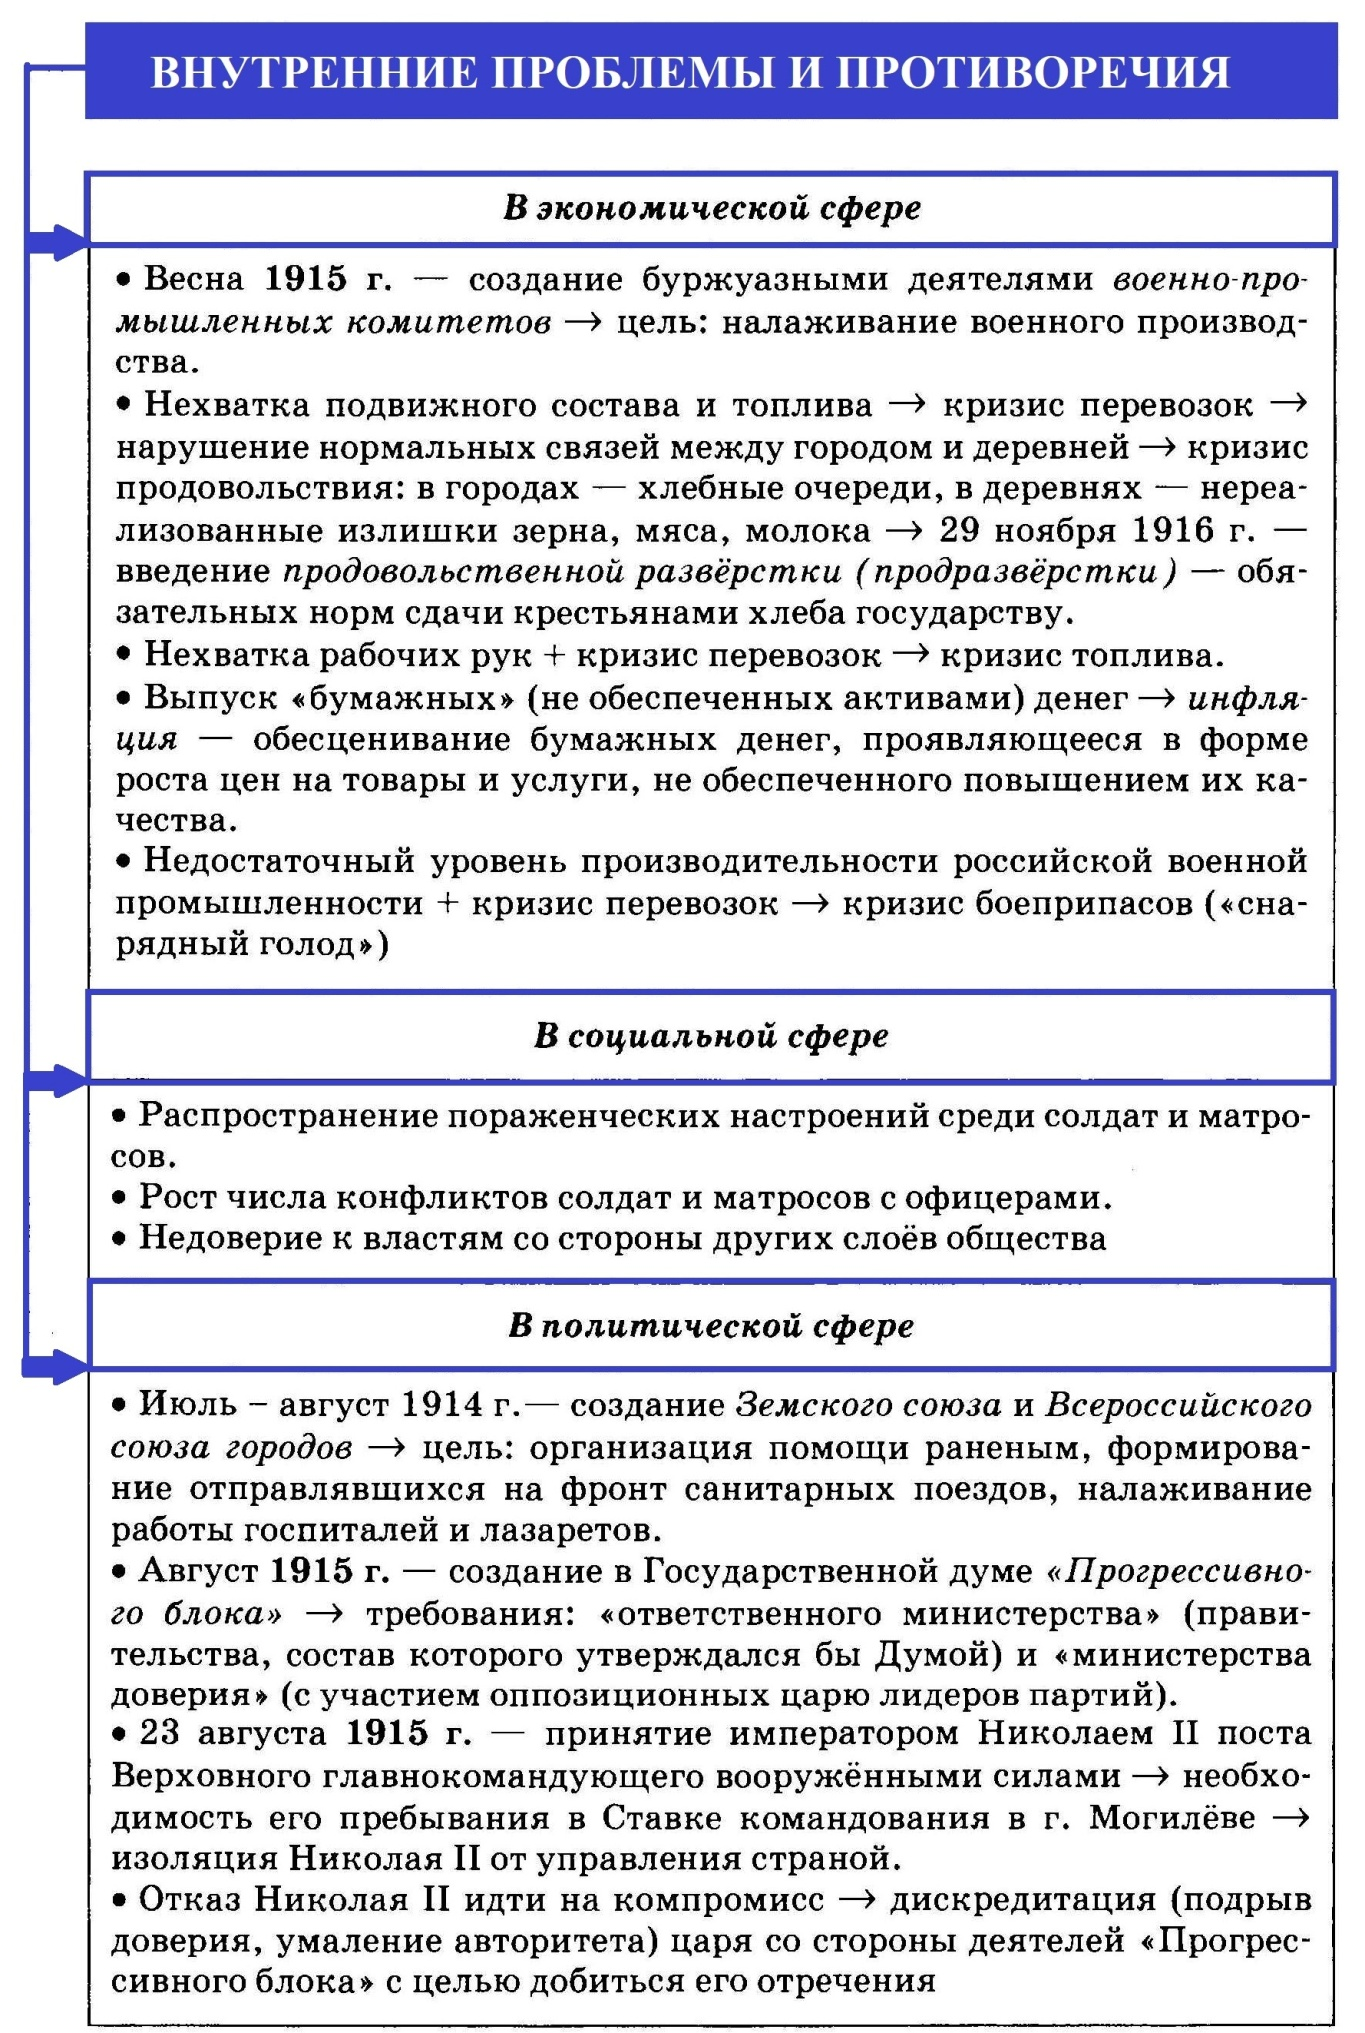 ВНУТРЕННИЕ ПРОБЛЕМЫ И ПРОТИВОРЕЧИЯ
В экономической сфере
• Весна 1915 г. — создание буржуазными деятелями военно-про-
мышленных комитетов → цель: налаживание военного производ-
ства.
• Нехватка подвижного состава и топлива → кризис перевозок →
нарушение нормальных связей между городом и деревней → кризис
продовольствия: в городах — хлебные очереди, в деревнях — нереа-
лизованные излишки зерна, мяса, молока → 29 ноября 1916 г. —
введение продовольственной развёрстки (продразвёрстки) — обя-
зательных норм сдачи крестьянами хлеба государству.
• Нехватка рабочих рук + кризис перевозок → кризис топлива.
• Выпуск «бумажных» (не обеспеченных активами) денег → инфля-
ция — обесценивание бумажных денег, проявляющееся в форме
роста цен на товары и услуги, не обеспеченного повышением их ка-
чества.
• Недостаточный уровень производительности российской военной
промышленности + кризис перевозок → кризис боеприпасов («сна-
рядный голод»)
В социальной сфере
• Распространение пораженческих настроений среди солдат и матро-
сов.
• Рост числа конфликтов солдат и матросов с офицерами.
• Недоверие к властям со стороны других слоёв общества
В политической сфере
• Июль – август 1914 г.— создание Земского союза и Всероссийского
союза городов → цель: организация помощи раненым, формирова-
ние отправлявшихся на фронт санитарных поездов, налаживание
работы госпиталей и лазаретов.
• Август 1915 г. — создание в Государственной думе «Прогрессивно-
го блока» → требования: «ответственного министерства» (прави-
тельства, состав которого утверждался бы Думой) и «министерства
доверия» (с участием оппозиционных царю лидеров партий).
• 23 августа 1915 г. — принятие императором Николаем II поста
Верховного главнокомандующего вооружёнными силами → необхо-
димость его пребывания в Ставке командования в г. Могилёве →
изоляция Николая II от управления страной.
• Отказ Николая II идти на компромисс → дискредитация (подрыв
доверия, умаление авторитета) царя со стороны деятелей «Прогрес-
сивного блока» с целью добиться его отречения